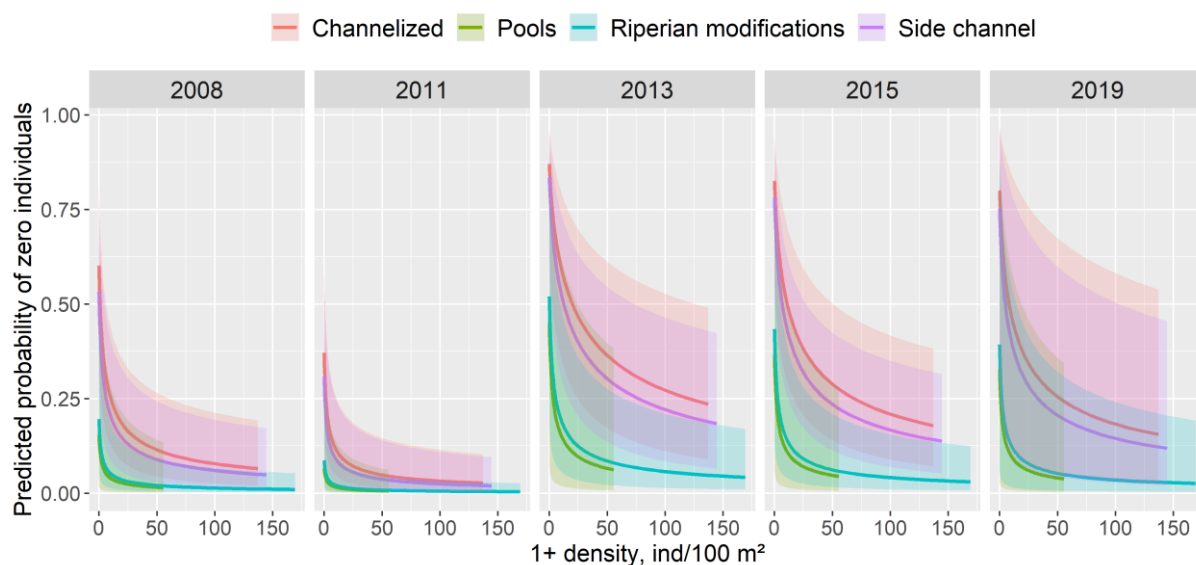 Channelized Pools Riperian modifications Side channel
2008 2011 2013 2015 2019
Predicted probability of zero individuals
1.00
0.75
0.50
0.25
0.00
0 50 100 150 0 50 100 150 0 50 100 150 0 50 100 150 0 50 100 150
1+ density, ind/100 m²